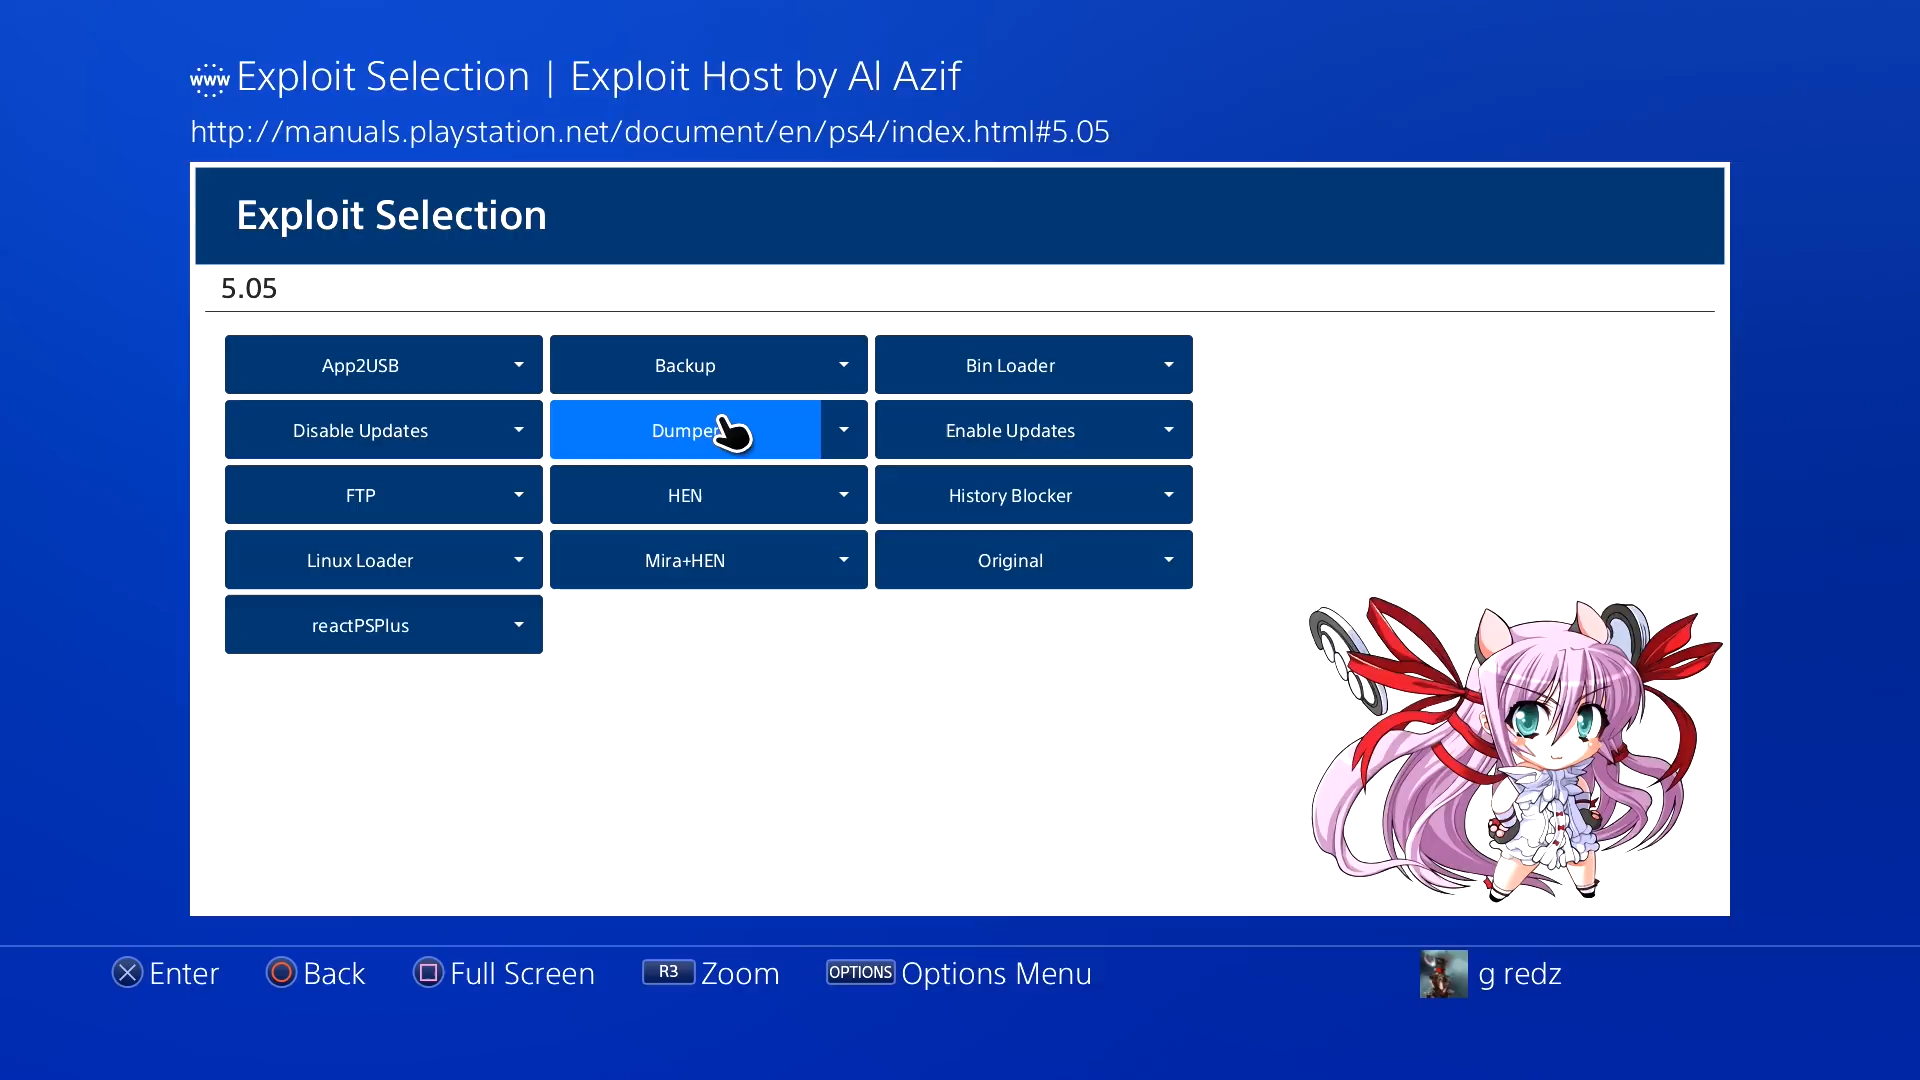 www Exploit Selection | Exploit Host by Al Azif
http://manuals.playstation.net/document/en/ps4/index.html#5.05
Exploit Selection
5.05
App2USB Backup Bin Loader
Disable Updates Dumper Enable Updates
FTP HEN History Blocker
Linux Loader Mira+HEN Original
reactPSPlus
Enter Back Full Screen R3 Zoom OPTIONS Options Menu g redz